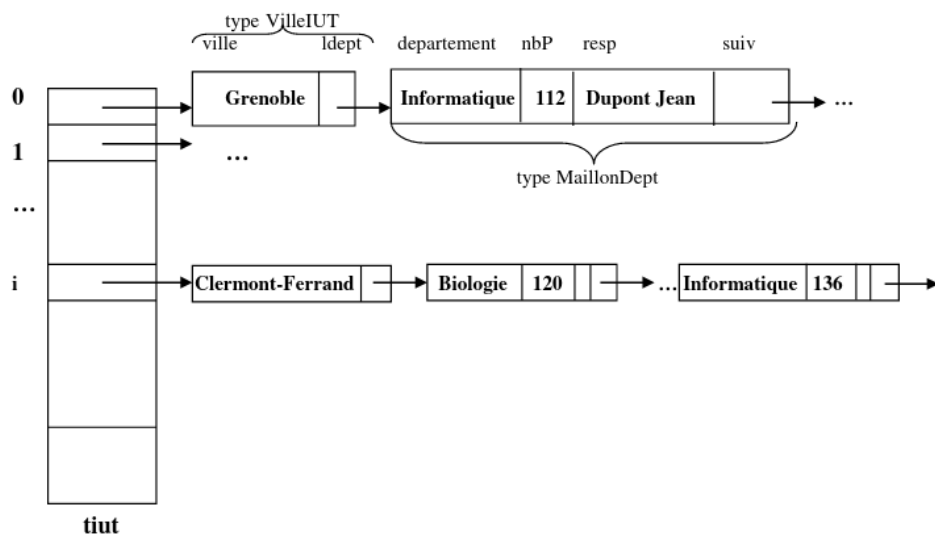 type VilleIUT
ville ldept departement nbP resp suiv
0 Grenoble Informatique 112 Dupont Jean ...
1 ...
type MaillonDept
...
i Clermont-Ferrand Biologie 120 ... Informatique 136
tiut